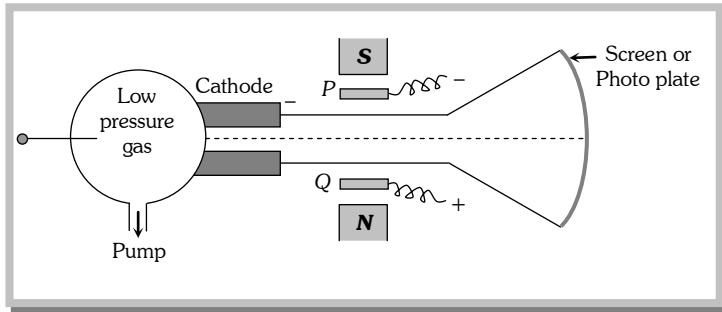 S
Screen or
Photo plate
Cathode
–
P
–
Low
pressure
gas
Q
+
N
Pump